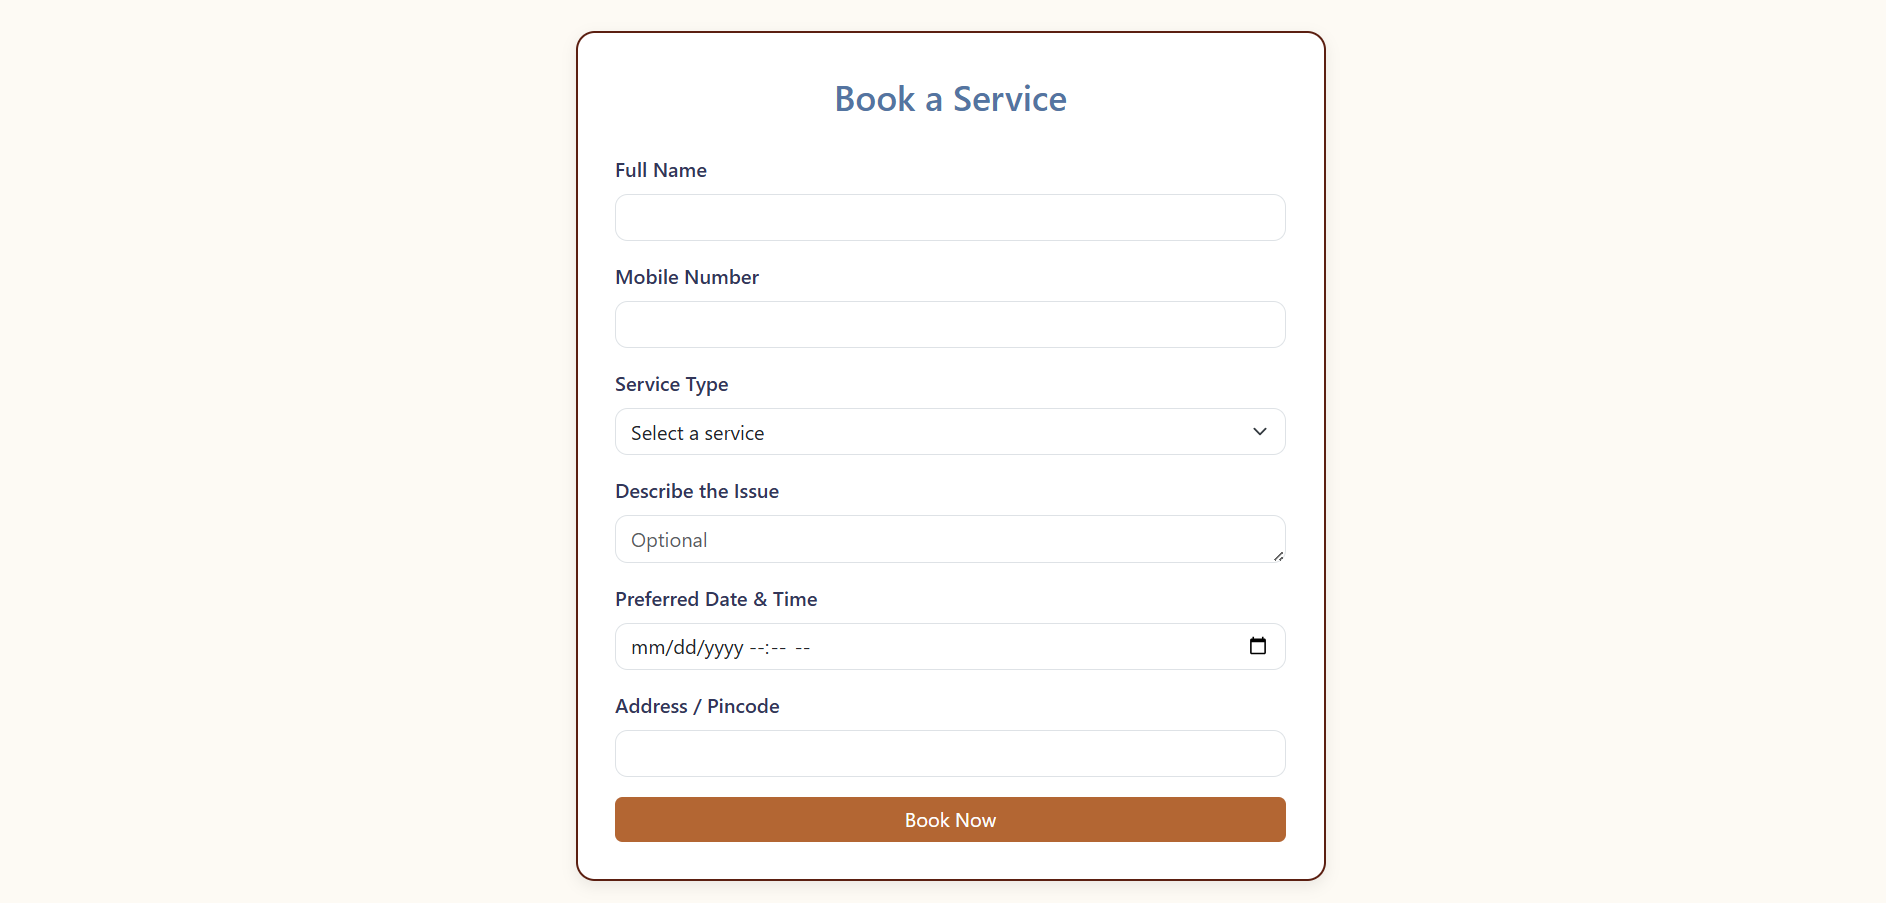 Book a Service
Full Name
Mobile Number
Service Type
Select a service
Describe the Issue
Optional
Preferred Date & Time
mm/dd/yyyy --:-- --
Address / Pincode
Book Now